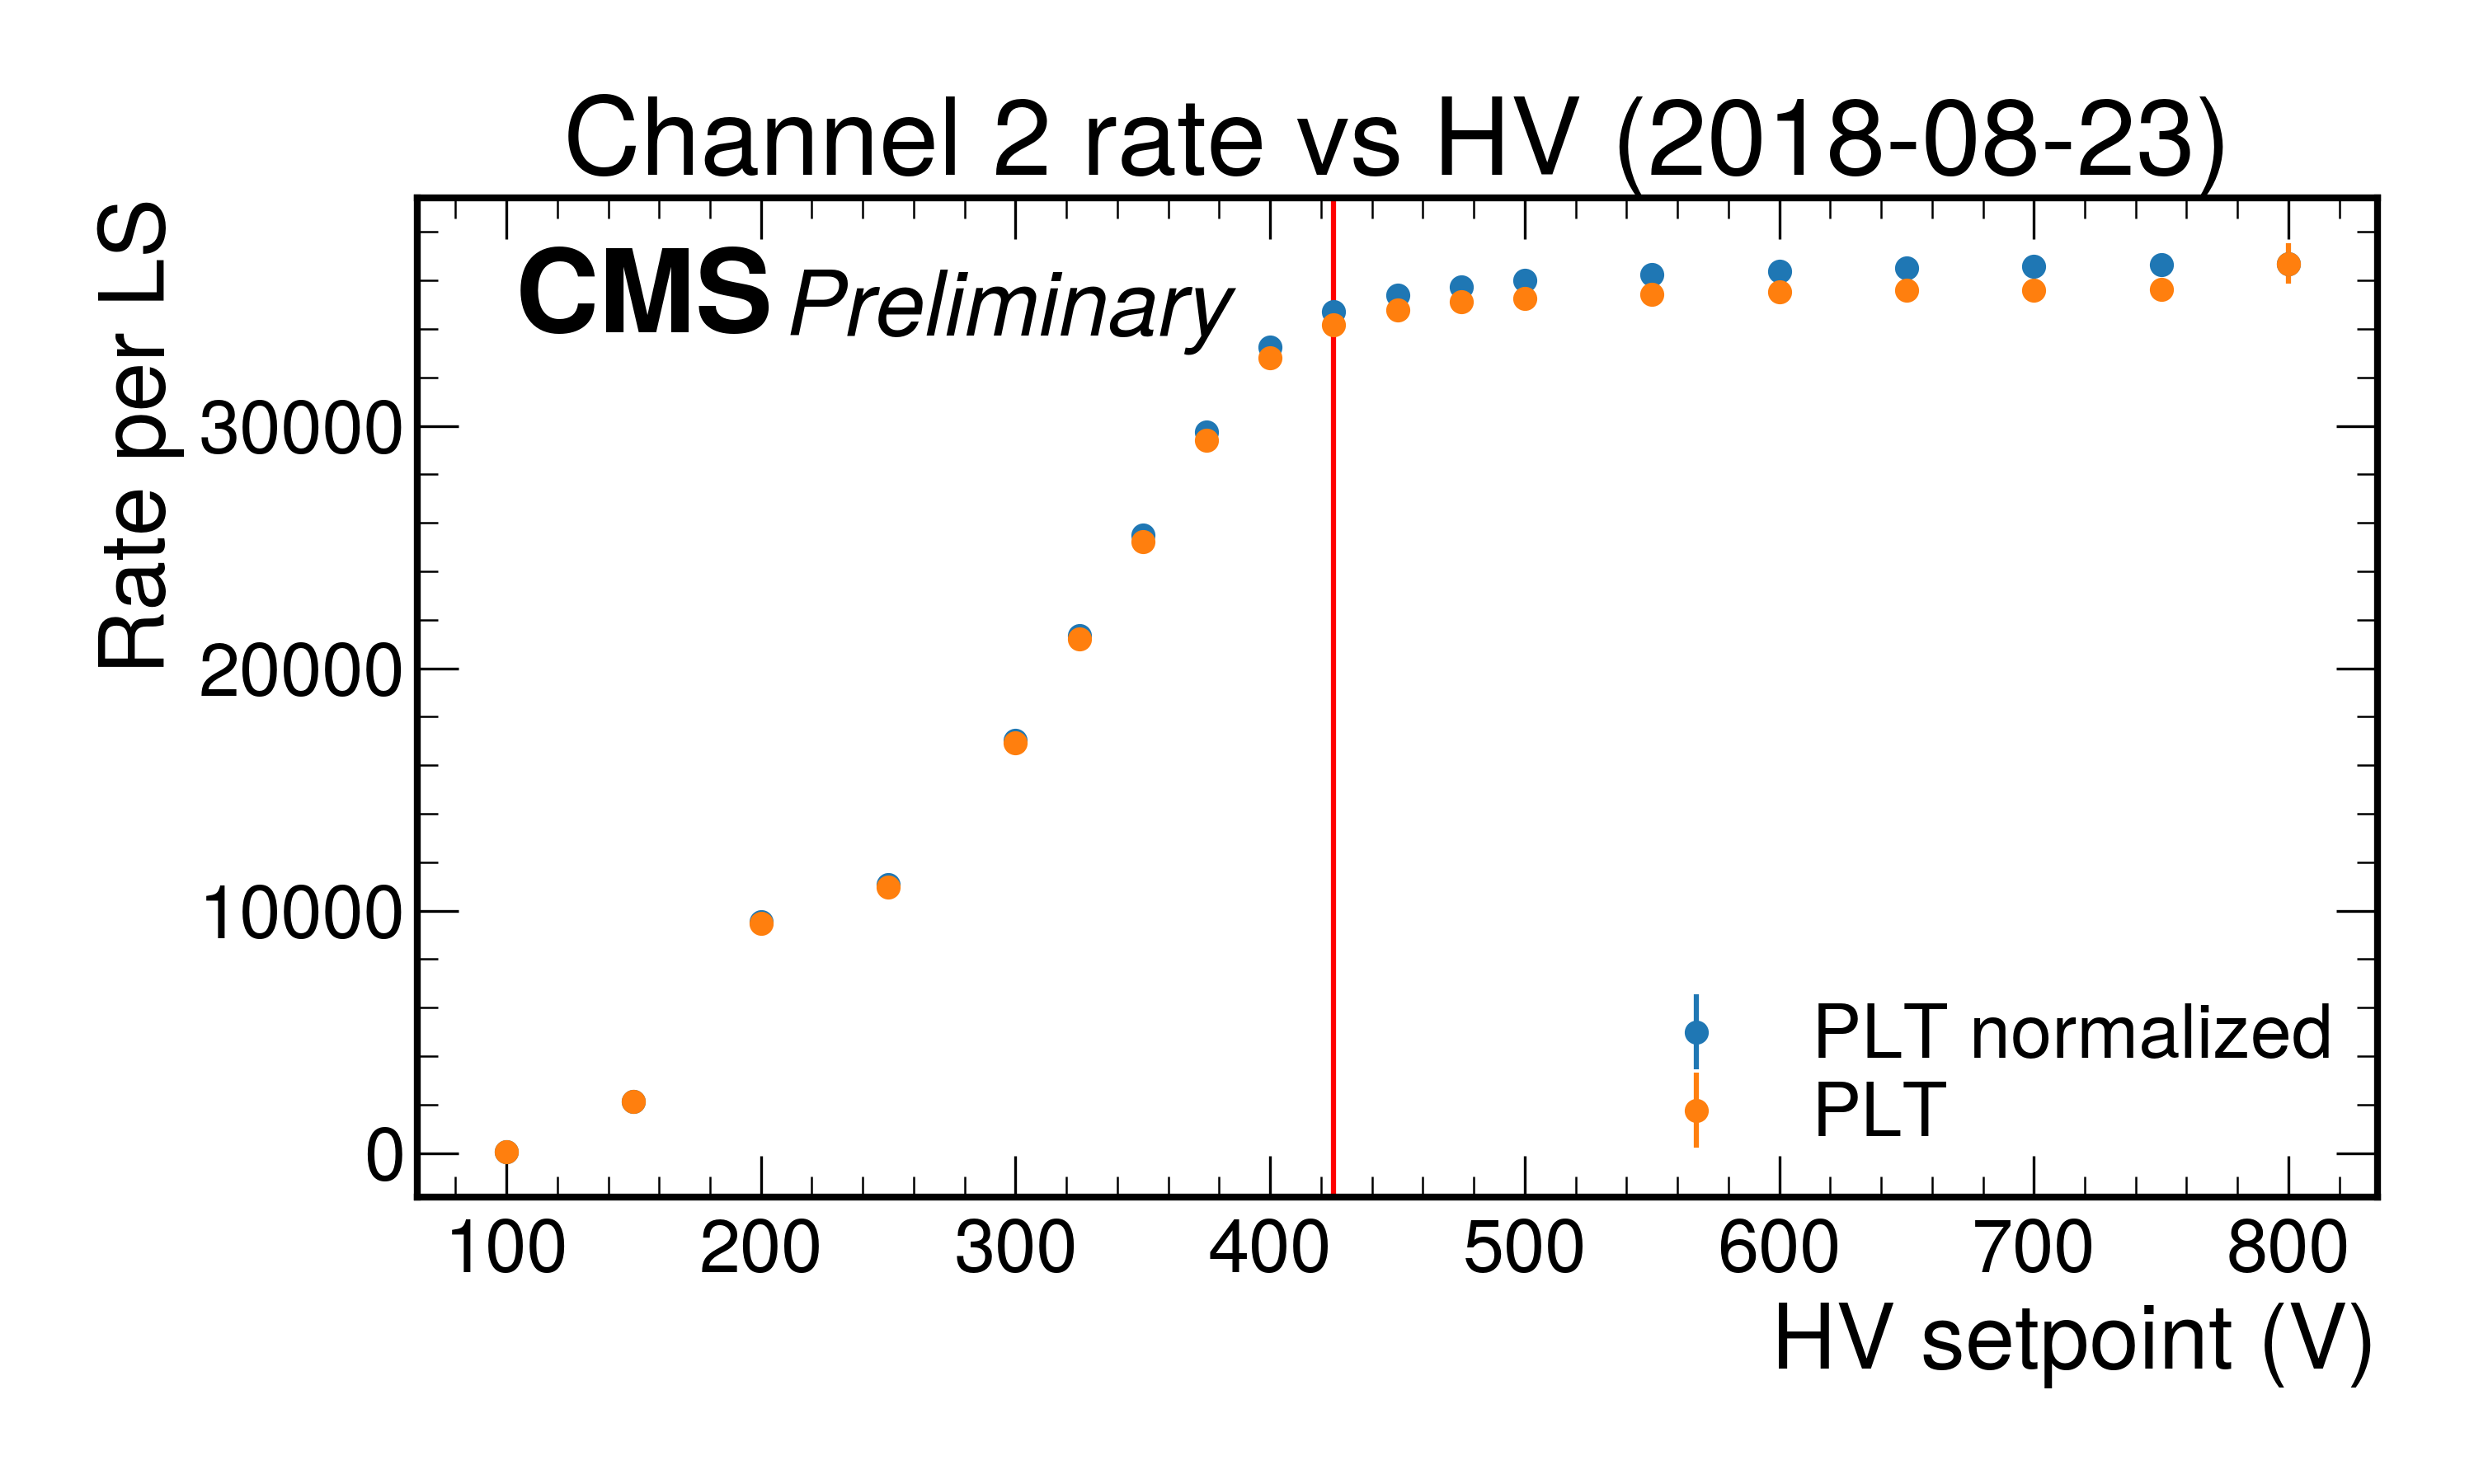 Channel 2 rate vs HV (2018-08-23)
CMS Preliminary
Rate per LS
30000
20000
10000
0
PLT normalized
PLT
100 200 300 400 500 600 700 800
HV setpoint (V)